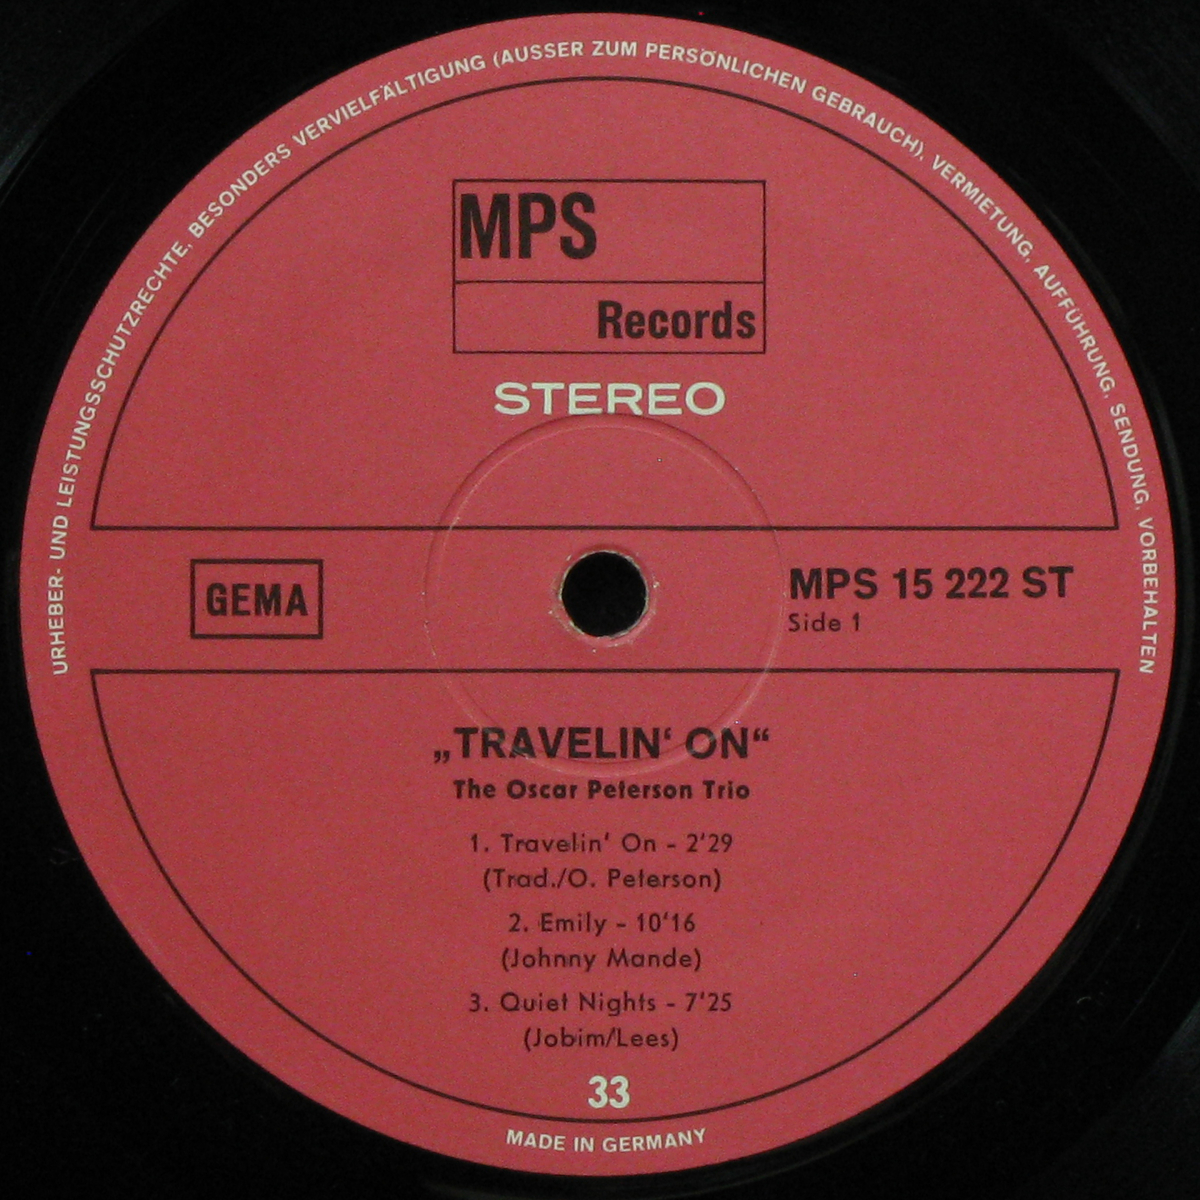 URHEBER- UND LEISTUNGSSCHUTZRECHTE, BESONDERS VERVIELFÄLTIGUNG (AUSSER ZUM PERSÖNLICHEN GEBRAUCH), VERMIETUNG, AUFFÜHRUNG, SENDUNG, VORBEHALTEN
MPS
Records
STEREO
GEMA
MPS 15 222 ST
Side 1
„TRAVELIN‘ ON“
The Oscar Peterson Trio
1. Travelin‘ On - 2‘29
(Trad./O. Peterson)
2. Emily - 10‘16
(Johnny Mande)
3. Quiet Nights - 7‘25
(Jobim/Lees)
33
MADE IN GERMANY